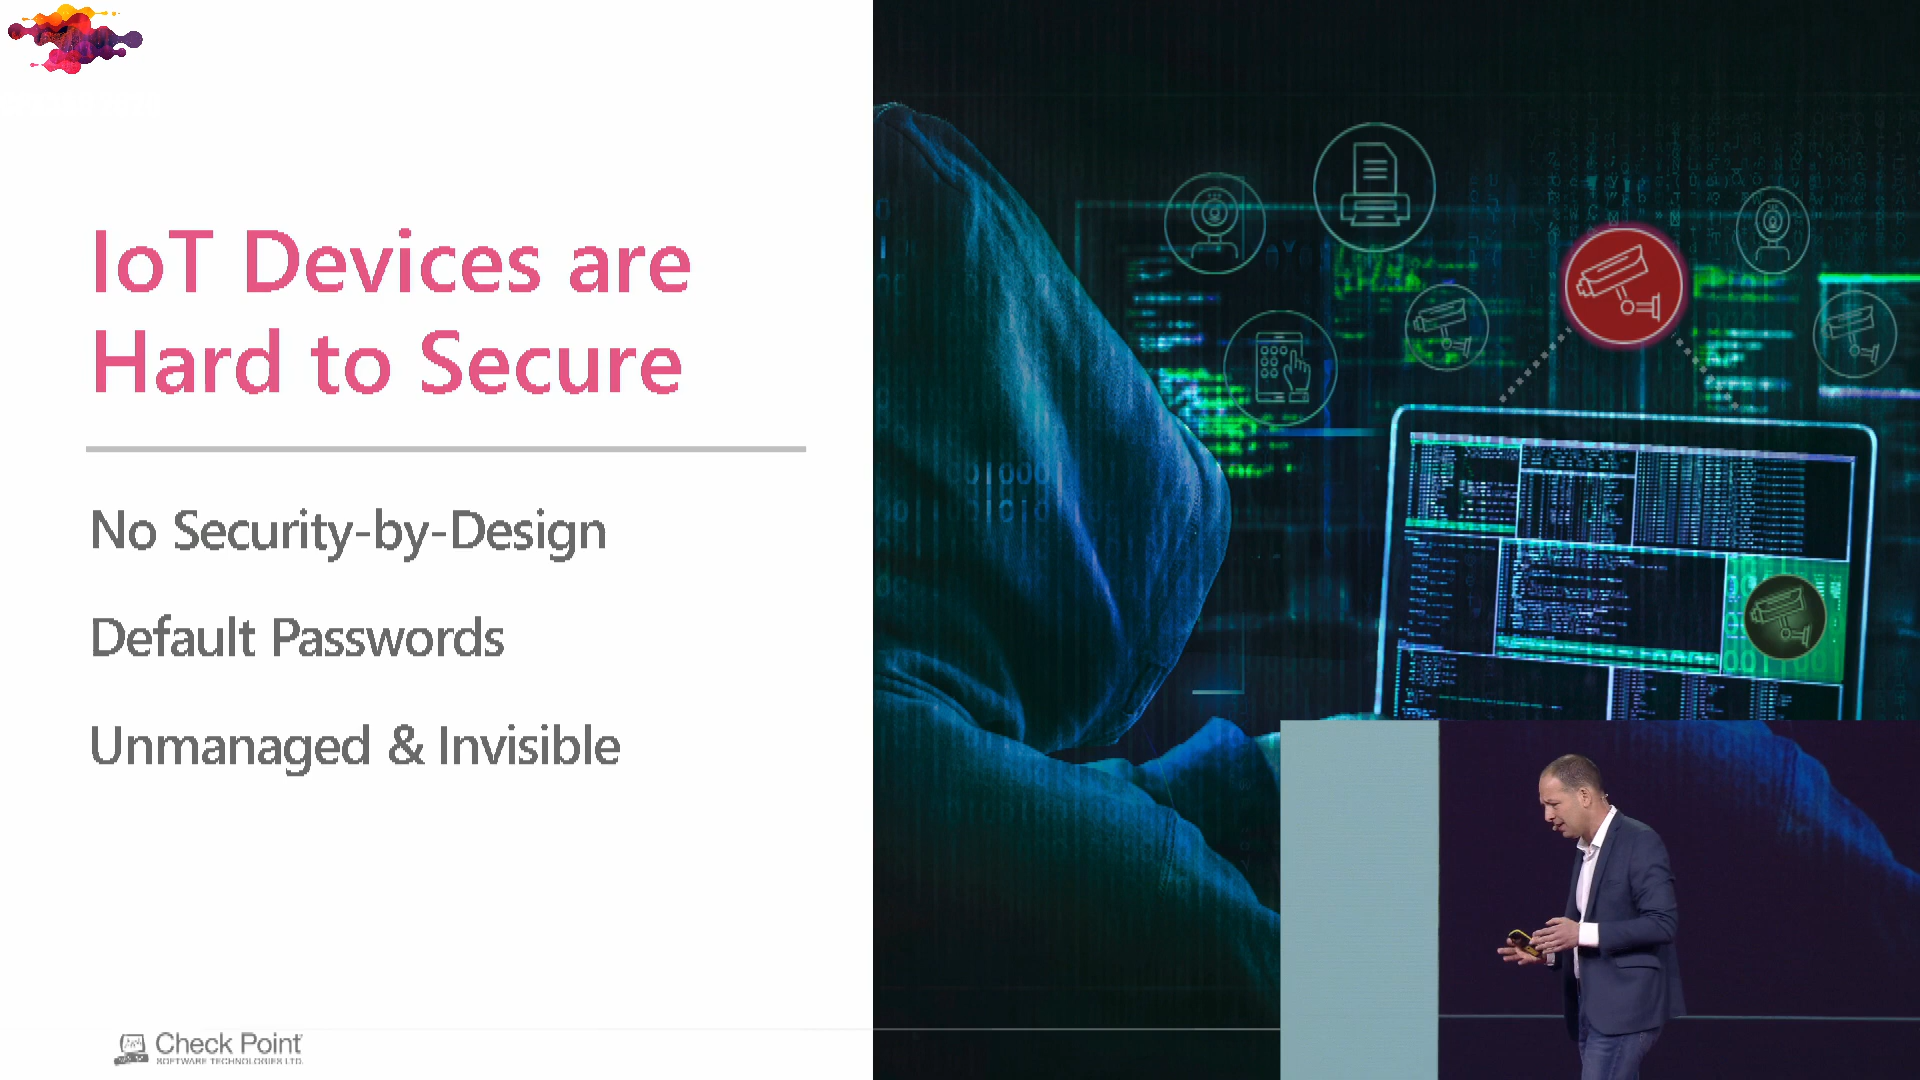 IoT Devices are
Hard to Secure
No Security-by-Design
Default Passwords
Unmanaged & Invisible
Check Point
SOFTWARE TECHNOLOGIES LTD.